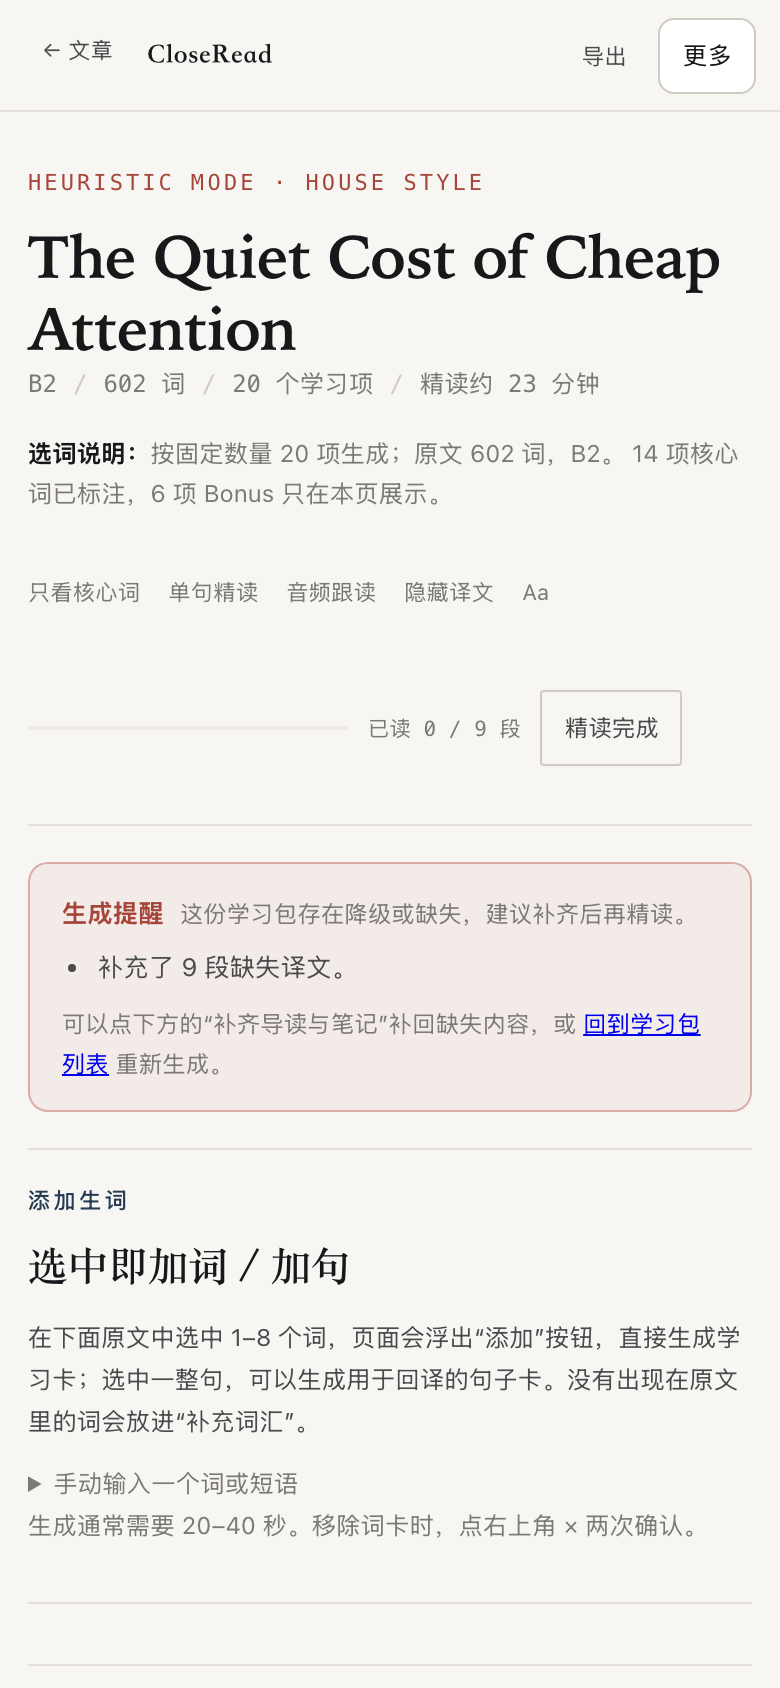 ← 文章 CloseRead 导出 更多
HEURISTIC MODE · HOUSE STYLE
The Quiet Cost of Cheap
Attention
B2 / 602 词 / 20 个学习项 / 精读约 23 分钟
选词说明：按固定数量 20 项生成；原文 602 词，B2。 14 项核心
词已标注，6 项 Bonus 只在本页展示。
只看核心词 单句精读 音频跟读 隐藏译文 Aa
已读 0 / 9 段 精读完成
生成提醒 这份学习包存在降级或缺失，建议补齐后再精读。
• 补充了 9 段缺失译文。
可以点下方的“补齐导读与笔记”补回缺失内容，或 回到学习包
列表 重新生成。
添加生词
选中即加词 / 加句
在下面原文中选中 1–8 个词，页面会浮出“添加”按钮，直接生成学
习卡；选中一整句，可以生成用于回译的句子卡。没有出现在原文
里的词会放进“补充词汇”。
▶ 手动输入一个词或短语
生成通常需要 20–40 秒。移除词卡时，点右上角 × 两次确认。